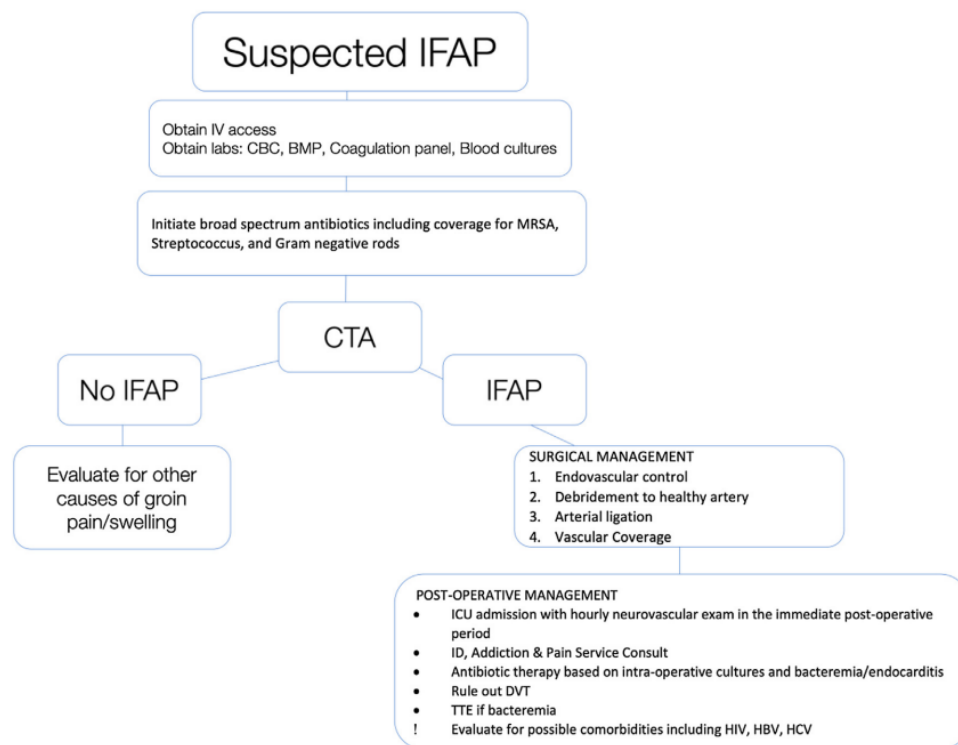 Suspected IFAP
Obtain IV access
Obtain labs: CBC, BMP, Coagulation panel, Blood cultures
Initiate broad spectrum antibiotics including coverage for MRSA,
Streptococcus, and Gram negative rods
CTA
No IFAP
IFAP
Evaluate for other
causes of groin
pain/swelling
SURGICAL MANAGEMENT
1. Endovascular control
2. Debridement to healthy artery
3. Arterial ligation
4. Vascular Coverage
POST-OPERATIVE MANAGEMENT
• ICU admission with hourly neurovascular exam in the immediate post-operative
period
• ID, Addiction & Pain Service Consult
• Antibiotic therapy based on intra-operative cultures and bacteremia/endocarditis
• Rule out DVT
• TTE if bacteremia
! Evaluate for possible comorbidities including HIV, HBV, HCV